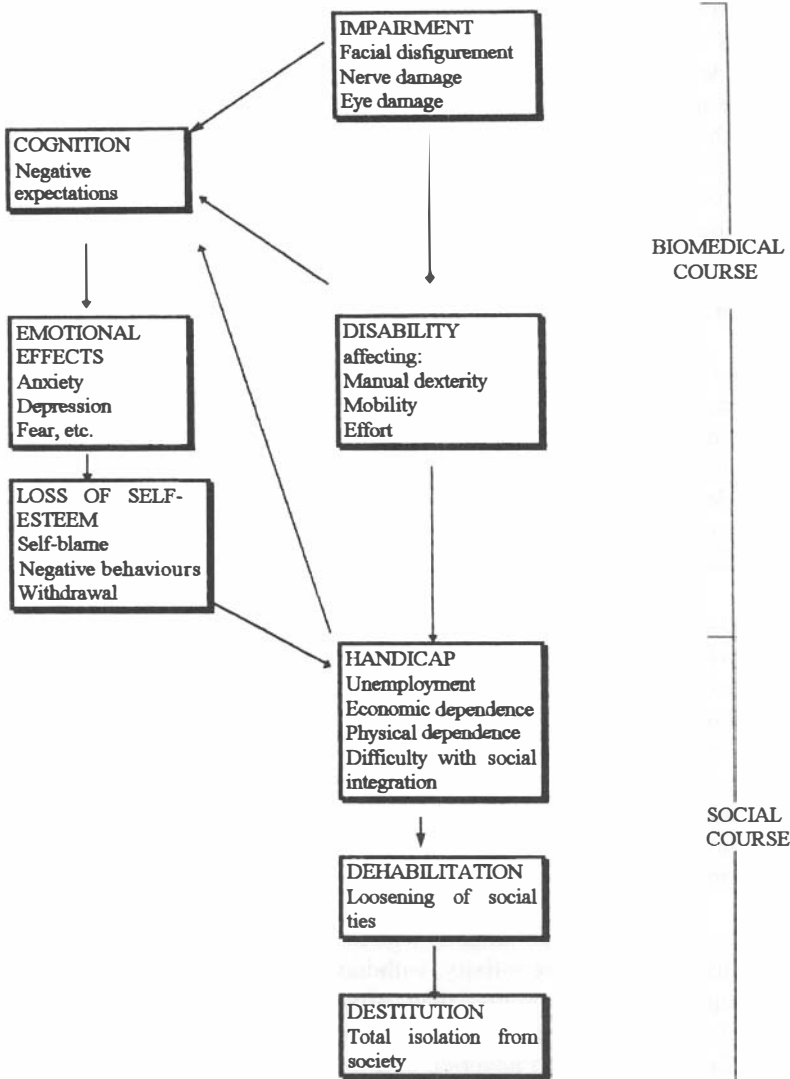 IMPAIRMENT
Facial disfigurement
Nerve damage
Eye damage
COGNITION
Negative
expectations
BIOMEDICAL
COURSE
EMOTIONAL
EFFECTS
Anxiety
Depression
Fear, etc.
DISABILITY
affecting:
Manual dexterity
Mobility
Effort
LOSS OF SELF-
ESTEEM
Self-blame
Negative behaviours
Withdrawal
HANDICAP
Unemployment
Economic dependence
Physical dependence
Difficulty with social
integration
SOCIAL
COURSE
DEHABILITATION
Loosening of social
ties
DESTITUTION
Total isolation from
society